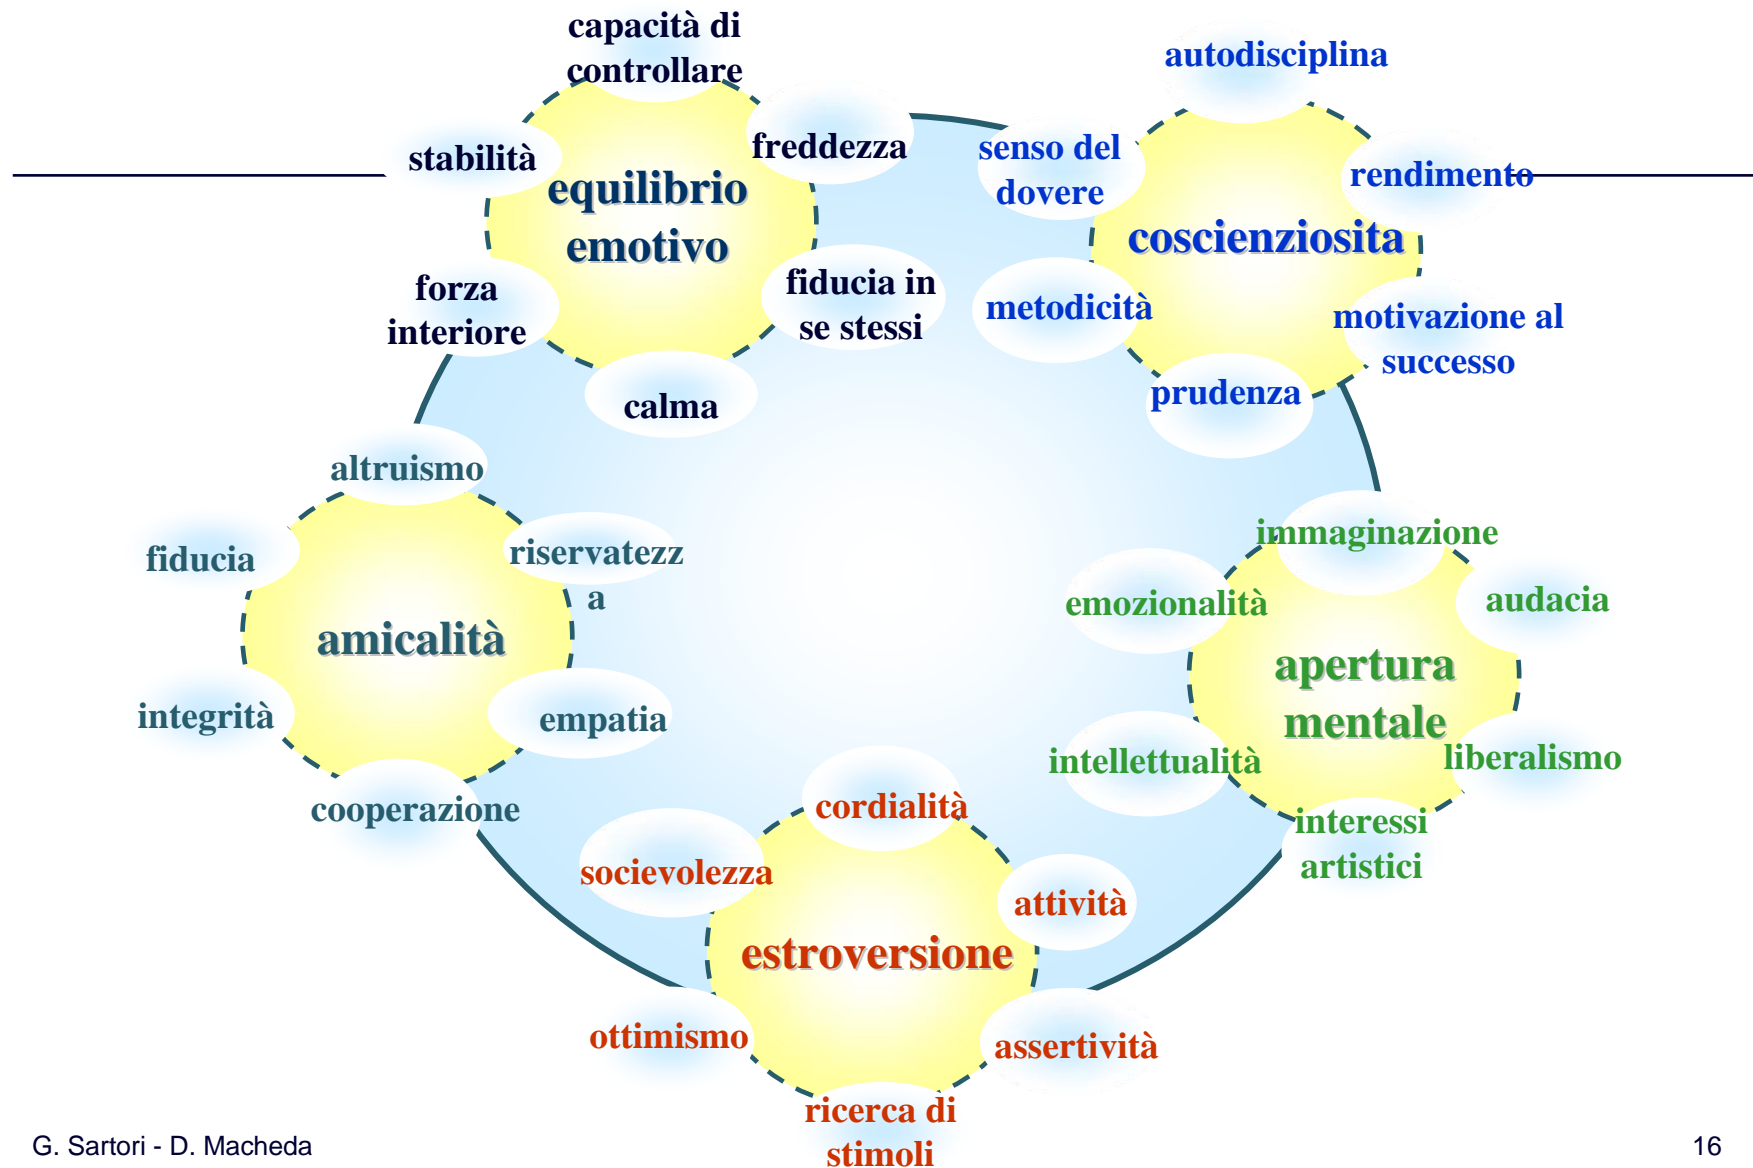 capacità di
controllare
stabilità
freddezza
equilibrio
emotivo
forza
interiore
fiducia in
se stessi
calma
autodisciplina
senso del
dovere
rendimento
coscienziosita
metodicità
motivazione al
successo
prudenza
altruismo
fiducia
riservatezz
a
amicalità
integrità
empatia
cooperazione
immaginazione
emozionalità
audacia
apertura
mentale
intellettualità
liberalismo
interessi
artistici
cordialità
socievolezza
attività
estroversione
ottimismo
assertività
ricerca di
stimoli
G. Sartori - D. Macheda
16